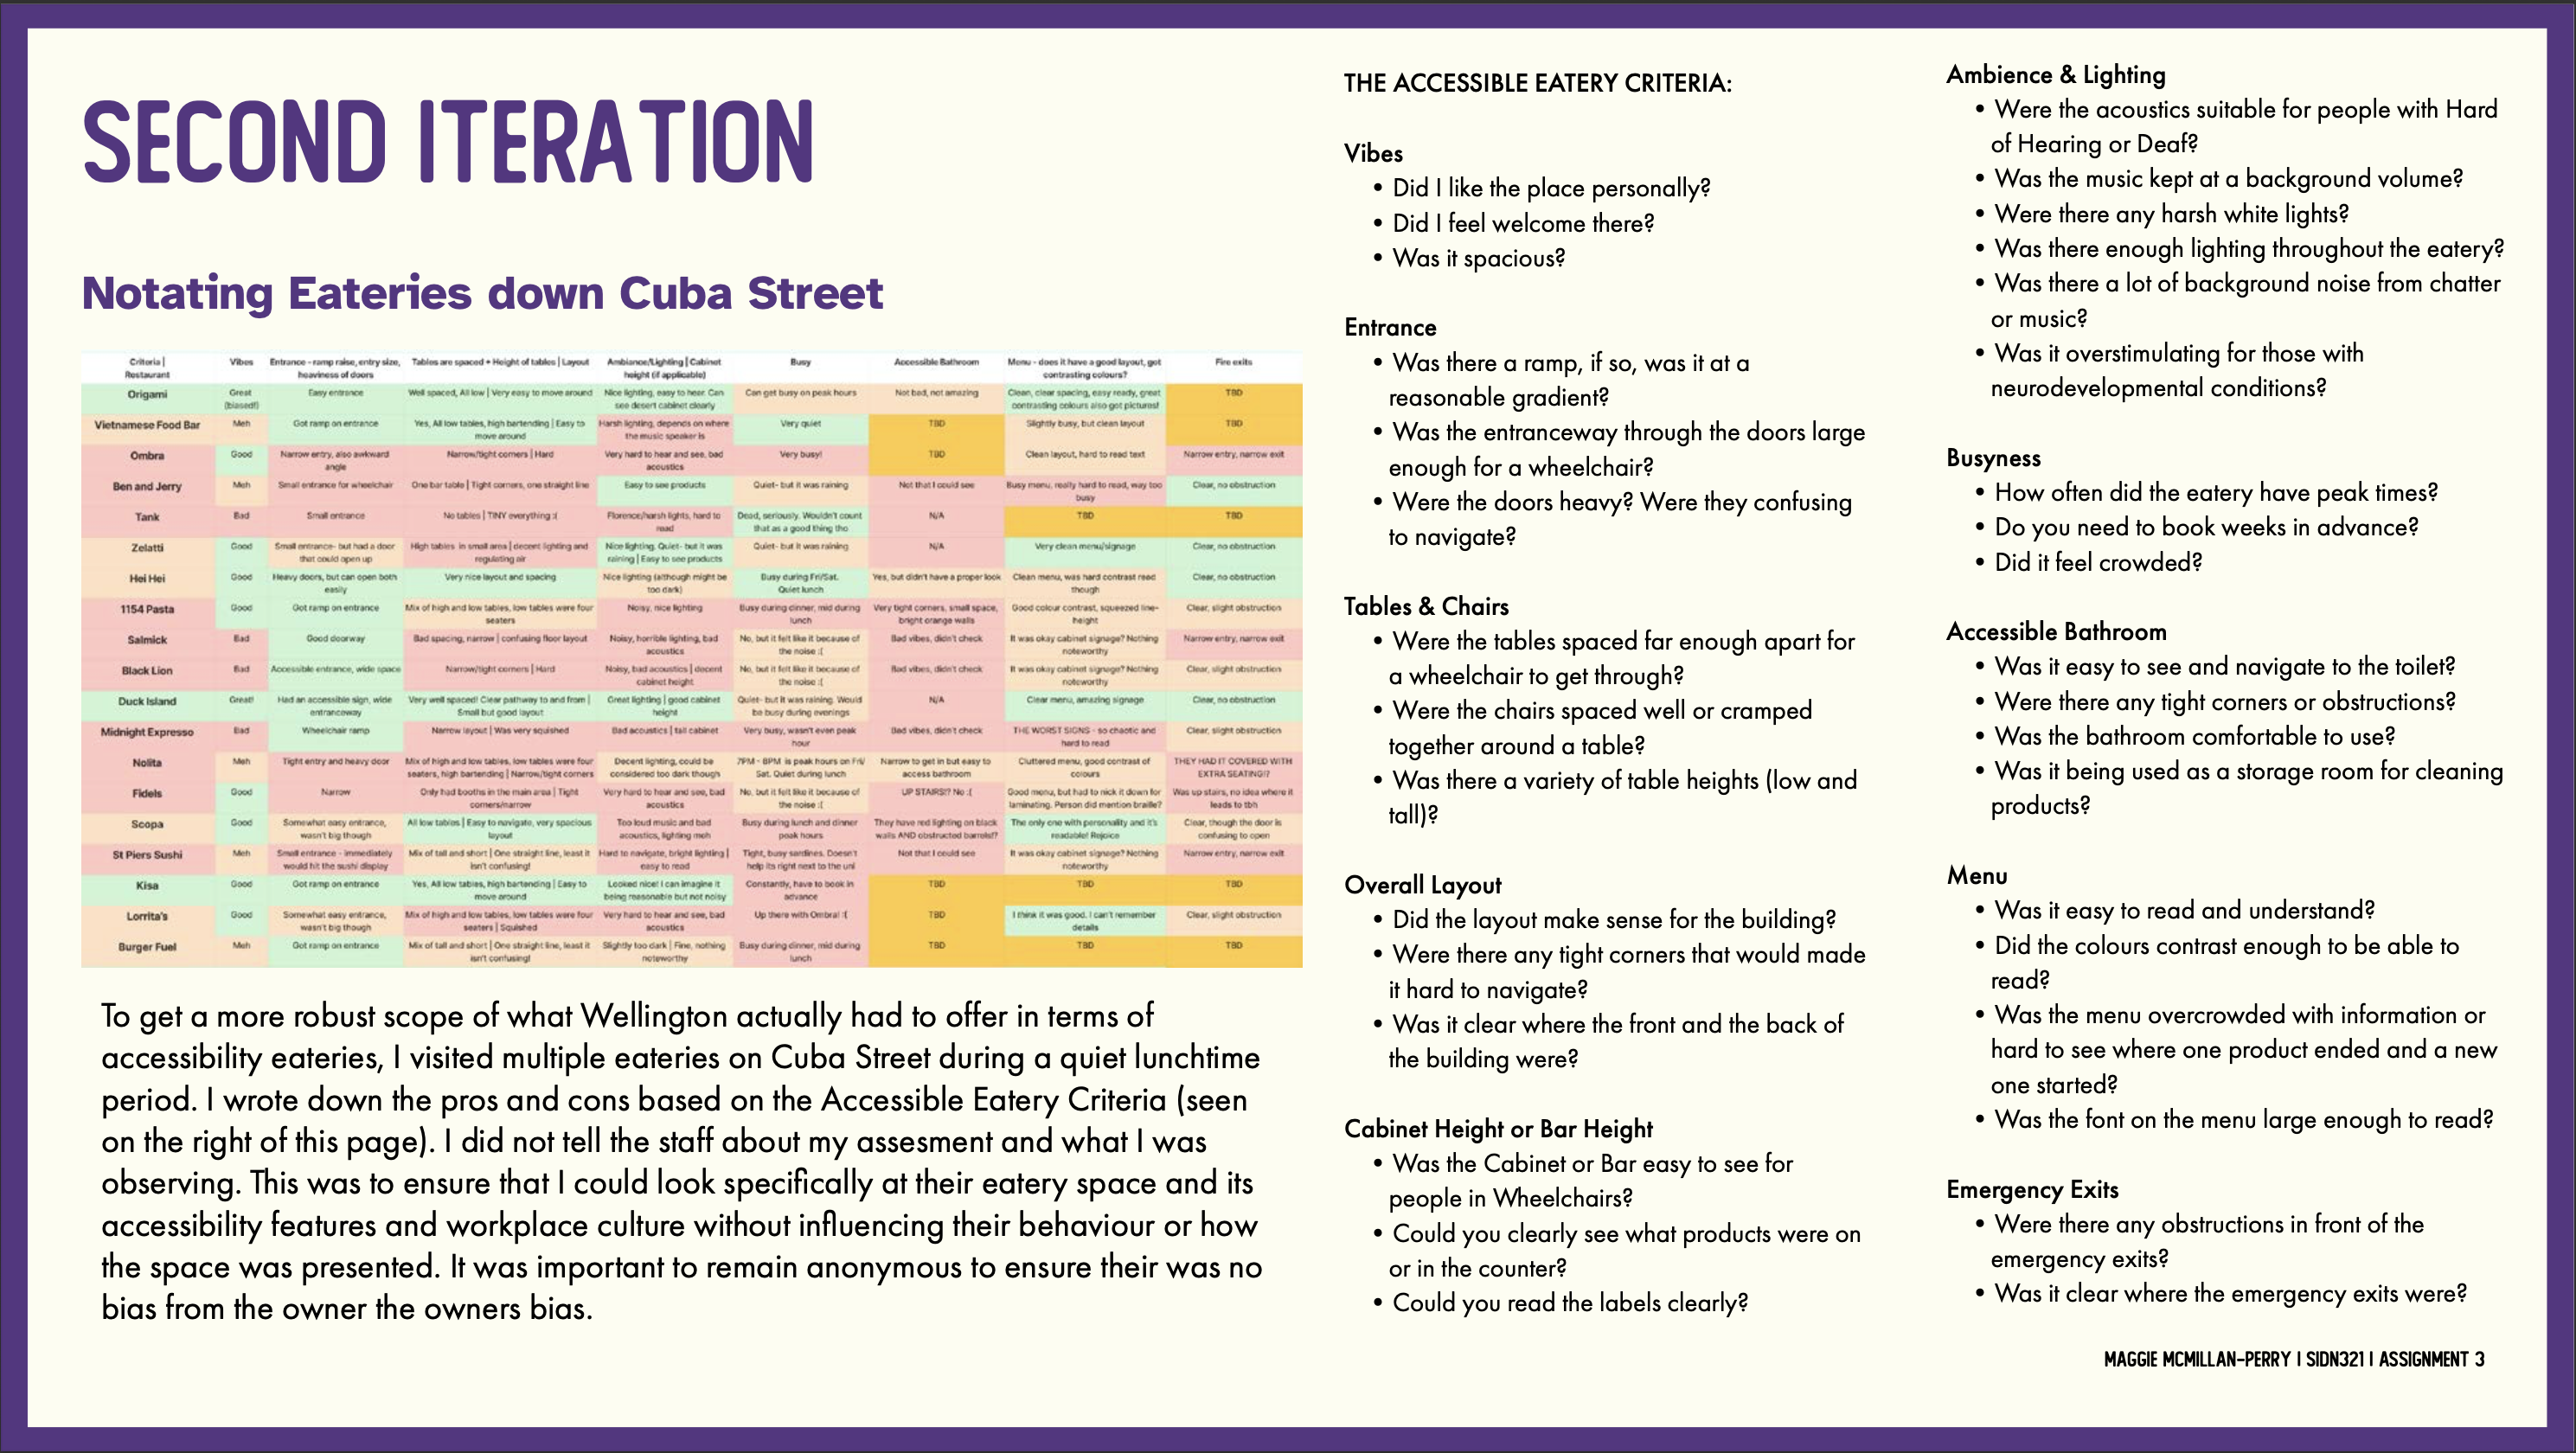 SECOND ITERATION
Notating Eateries down Cuba Street
Criteria | Restaurant
Vibes
Entrance - ramp raise, entry size, heaviness of doors
Tables are spaced + Height of tables | Layout
Ambiance/Lighting | Cabinet height (if applicable)
Busy
Accessible Bathroom
Menu - does it have a good layout, got contrasting colours?
Fire exits
Origami
Great (biased!)
Easy entrance
Well spaced, All low | Very easy to move around
Nice lighting, easy to hear. Can see desert cabinet clearly
Can get busy on peak hours
Not bad, not amazing
Clean, clear spacing, easy ready, great contrasting colours also got pictures!
TBD
Vietnamese Food Bar
Meh
Got ramp on entrance
Yes, All low tables, high bartending | Easy to move around
Harsh lighting, depends on where the music speaker is
Very quiet
TBD
Slightly busy, but clean layout
TBD
Ombra
Good
Narrow entry, also awkward angle
Narrow/tight corners | Hard
Very hard to hear and see, bad acoustics
Very busy!
TBD
Clean layout, hard to read text
Narrow entry, narrow exit
Ben and Jerry
Meh
Small entrance for wheelchair
One bar table | Tight corners, one straight line
Easy to see products
Quiet- but it was raining
Not that I could see
Busy menu, really hard to read, way too busy
Clear, no obstruction
Tank
Bad
Small entrance
No tables | TINY everything :(
Florence/harsh lights, hard to read
Dead, seriously. Wouldn't count that as a good thing tho
N/A
TBD
TBD
Zelatti
Good
Small entrance- but had a door that could open up
High tables in small area | decent lighting and regulating air
Nice lighting. Quiet- but it was raining | Easy to see products
Quiet- but it was raining
N/A
Very clean menu/signage
Clear, no obstruction
Hei Hei
Good
Heavy doors, but can open both easily
Very nice layout and spacing
Nice lighting (although might be too dark)
Busy during Fri/Sat. Quiet lunch
Yes, but didn't have a proper look
Clean menu, was hard contrast read though
Clear, no obstruction
1154 Pasta
Good
Got ramp on entrance
Mix of high and low tables, low tables were four seaters
Noisy, nice lighting
Busy during dinner, mid during lunch
Very tight corners, small space, bright orange walls
Good colour contrast, squeezed line-height
Clear, slight obstruction
Salmick
Bad
Good doorway
Bad spacing, narrow | confusing floor layout
Noisy, horrible lighting, bad acoustics
No, but it felt like it because of the noise :(
Bad vibes, didn't check
It was okay cabinet signage? Nothing noteworthy
Narrow entry, narrow exit
Black Lion
Bad
Accessible entrance, wide space
Narrow/tight corners | Hard
Noisy, bad acoustics | decent cabinet height
No, but it felt like it because of the noise :(
Bad vibes, didn't check
It was okay cabinet signage? Nothing noteworthy
Clear, slight obstruction
Duck Island
Great!
Had an accessible sign, wide entranceway
Very well spaced! Clear pathway to and from | Small but good layout
Great lighting | good cabinet height
Quiet- but it was raining. Would be busy during evenings
N/A
Clear menu, amazing signage
Clear, no obstruction
Midnight Expresso
Bad
Wheelchair ramp
Narrow layout | Was very squished
Bad acoustics | tall cabinet
Very busy, wasn't even peak hour
Bad vibes, didn't check
THE WORST SIGNS - so chaotic and hard to read
Clear, slight obstruction
Nolita
Meh
Tight entry and heavy door
Mix of high and low tables, low tables were four seaters, high bartending | Narrow/tight corners
Decent lighting, could be considered too dark though
7PM - 8PM is peak hours on Fri/Sat. Quiet during lunch
Narrow to get in but easy to access bathroom
Cluttered menu, good contrast of colours
THEY HAD IT COVERED WITH EXTRA SEATING!?
Fidels
Good
Narrow
Only had booths in the main area | Tight corners/narrow
Very hard to hear and see, bad acoustics
No, but it felt like it because of the noise :(
UP STAIRS!? No :(
Good menu, but had to nick it down for laminating. Person did mention braille?
Was up stairs, no idea where it leads to tbh
Scopa
Good
Somewhat easy entrance, wasn't big though
All low tables | Easy to navigate, very spacious layout
Too loud music and bad acoustics, lighting meh
Busy during lunch and dinner peak hours
They have red lighting on black walls AND obstructed barrels!?
The only one with personality and it's readable! Rejoice
Clear, though the door is confusing to open
St Piers Sushi
Meh
Small entrance - immediately would hit the sushi display
Mix of tall and short | One straight line, least it isn't confusing!
Hard to navigate, bright lighting | easy to read
Tight, busy sardines. Doesn't help its right next to the uni
Not that I could see
It was okay cabinet signage? Nothing noteworthy
Narrow entry, narrow exit
Kisa
Good
Got ramp on entrance
Yes, All low tables, high bartending | Easy to move around
Looked nice! I can imagine it being reasonable but not noisy
Constantly, have to book in advance
TBD
TBD
TBD
Lorrita's
Good
Somewhat easy entrance, wasn't big though
Mix of high and low tables, low tables were four seaters | Squished
Very hard to hear and see, bad acoustics
Up there with Ombra! :(
TBD
I think it was good. I can't remember details
Clear, slight obstruction
Burger Fuel
Meh
Got ramp on entrance
Mix of tall and short | One straight line, least it isn't confusing!
Slightly too dark | Fine, nothing noteworthy
Busy during dinner, mid during lunch
TBD
TBD
TBD
To get a more robust scope of what Wellington actually had to offer in terms of
accessibility eateries, I visited multiple eateries on Cuba Street during a quiet lunchtime
period. I wrote down the pros and cons based on the Accessible Eatery Criteria (seen
on the right of this page). I did not tell the staff about my assesment and what I was
observing. This was to ensure that I could look specifically at their eatery space and its
accessibility features and workplace culture without influencing their behaviour or how
the space was presented. It was important to remain anonymous to ensure their was no
bias from the owner the owners bias.
THE ACCESSIBLE EATERY CRITERIA:
Vibes
• Did I like the place personally?
• Did I feel welcome there?
• Was it spacious?
Entrance
• Was there a ramp, if so, was it at a
reasonable gradient?
• Was the entranceway through the doors large
enough for a wheelchair?
• Were the doors heavy? Were they confusing
to navigate?
Tables & Chairs
• Were the tables spaced far enough apart for
a wheelchair to get through?
• Were the chairs spaced well or cramped
together around a table?
• Was there a variety of table heights (low and
tall)?
Overall Layout
• Did the layout make sense for the building?
• Were there any tight corners that would made
it hard to navigate?
• Was it clear where the front and the back of
the building were?
Cabinet Height or Bar Height
• Was the Cabinet or Bar easy to see for
people in Wheelchairs?
• Could you clearly see what products were on
or in the counter?
• Could you read the labels clearly?
Ambience & Lighting
• Were the acoustics suitable for people with Hard
of Hearing or Deaf?
• Was the music kept at a background volume?
• Were there any harsh white lights?
• Was there enough lighting throughout the eatery?
• Was there a lot of background noise from chatter
or music?
• Was it overstimulating for those with
neurodevelopmental conditions?
Busyness
• How often did the eatery have peak times?
• Do you need to book weeks in advance?
• Did it feel crowded?
Accessible Bathroom
• Was it easy to see and navigate to the toilet?
• Were there any tight corners or obstructions?
• Was the bathroom comfortable to use?
• Was it being used as a storage room for cleaning
products?
Menu
• Was it easy to read and understand?
• Did the colours contrast enough to be able to
read?
• Was the menu overcrowded with information or
hard to see where one product ended and a new
one started?
• Was the font on the menu large enough to read?
Emergency Exits
• Were there any obstructions in front of the
emergency exits?
• Was it clear where the emergency exits were?
MAGGIE MCMILLAN-PERRY I SIDN321 I ASSIGNMENT 3